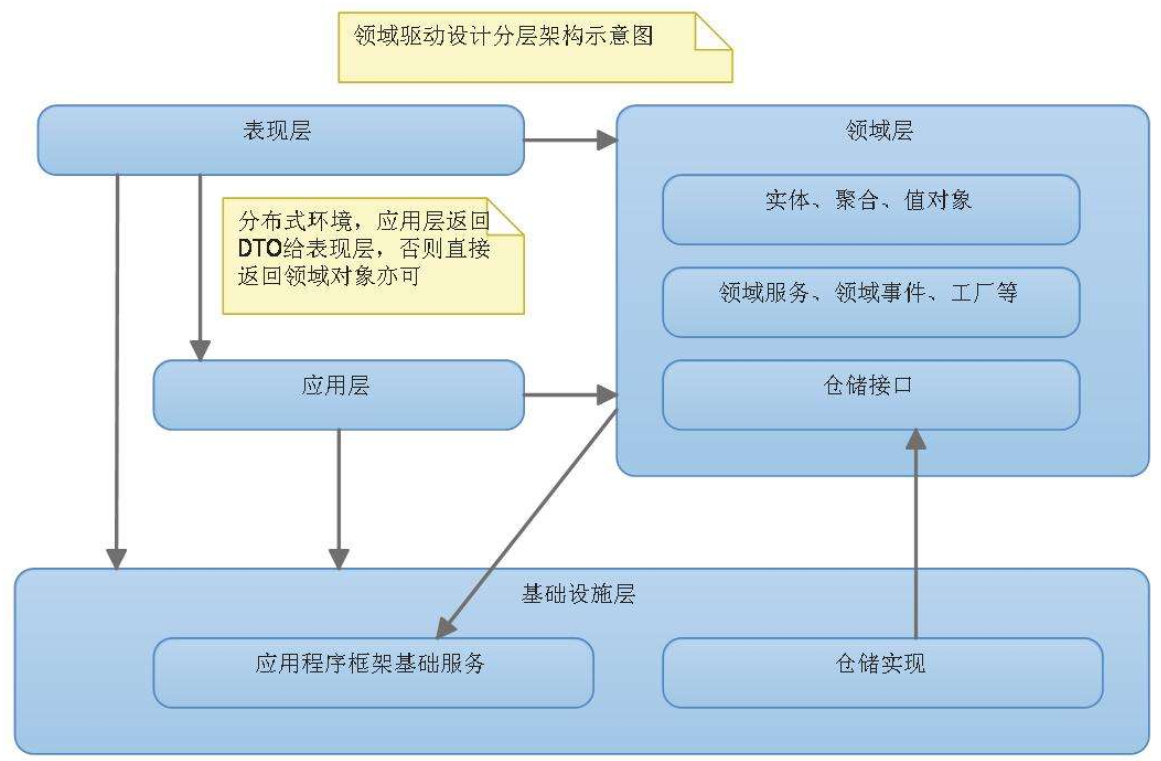 领域驱动设计分层架构示意图
表现层
领域层
实体、聚合、值对象
分布式环境，应用层返回
DTO给表现层，否则直接
返回领域对象亦可
领域服务、领域事件、工厂等
应用层
仓储接口
基础设施层
应用程序框架基础服务
仓储实现